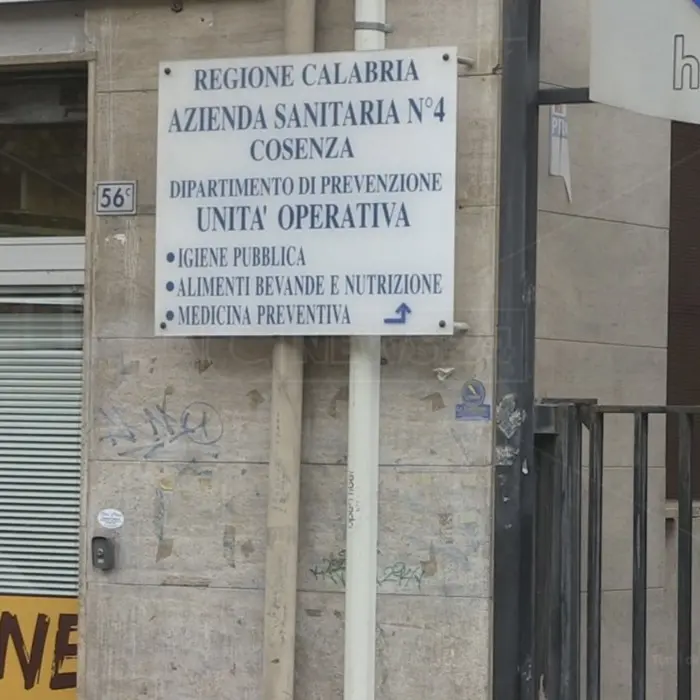 REGIONE CALABRIA
AZIENDA SANITARIA N°4
COSENZA
DIPARTIMENTO DI PREVENZIONE
UNITA' OPERATIVA
• IGIENE PUBBLICA
• ALIMENTI BEVANDE E NUTRIZIONE
• MEDICINA PREVENTIVA
56C
h
NE